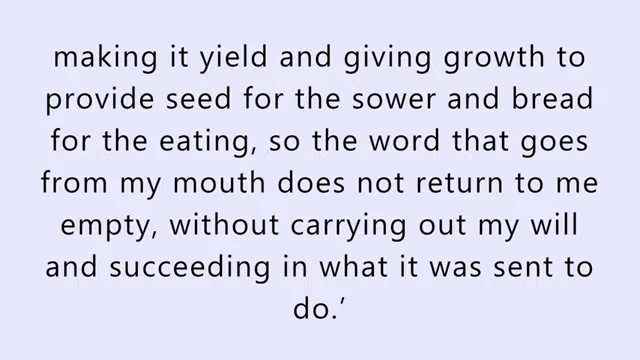 making it yield and giving growth to
provide seed for the sower and bread
for the eating, so the word that goes
from my mouth does not return to me
empty, without carrying out my will
and succeeding in what it was sent to
do.’